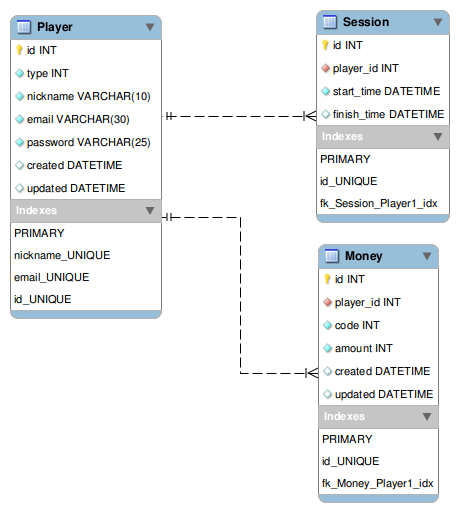 Player
id INT
type INT
nickname VARCHAR(10)
email VARCHAR(30)
password VARCHAR(25)
created DATETIME
updated DATETIME
Indexes
PRIMARY
nickname_UNIQUE
email_UNIQUE
id_UNIQUE
Session
id INT
player_id INT
start_time DATETIME
finish_time DATETIME
Indexes
PRIMARY
id_UNIQUE
fk_Session_Player1_idx
Money
id INT
player_id INT
code INT
amount INT
created DATETIME
updated DATETIME
Indexes
PRIMARY
id_UNIQUE
fk_Money_Player1_idx